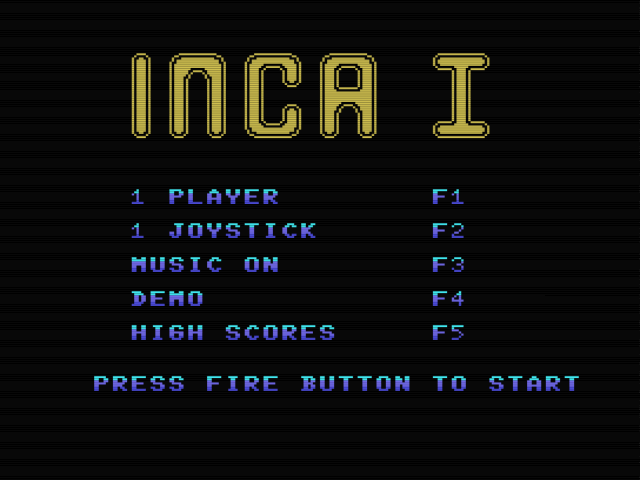 INCA I
1 PLAYER F1
1 JOYSTICK F2
MUSIC ON F3
DEMO F4
HIGH SCORES F5
PRESS FIRE BUTTON TO START